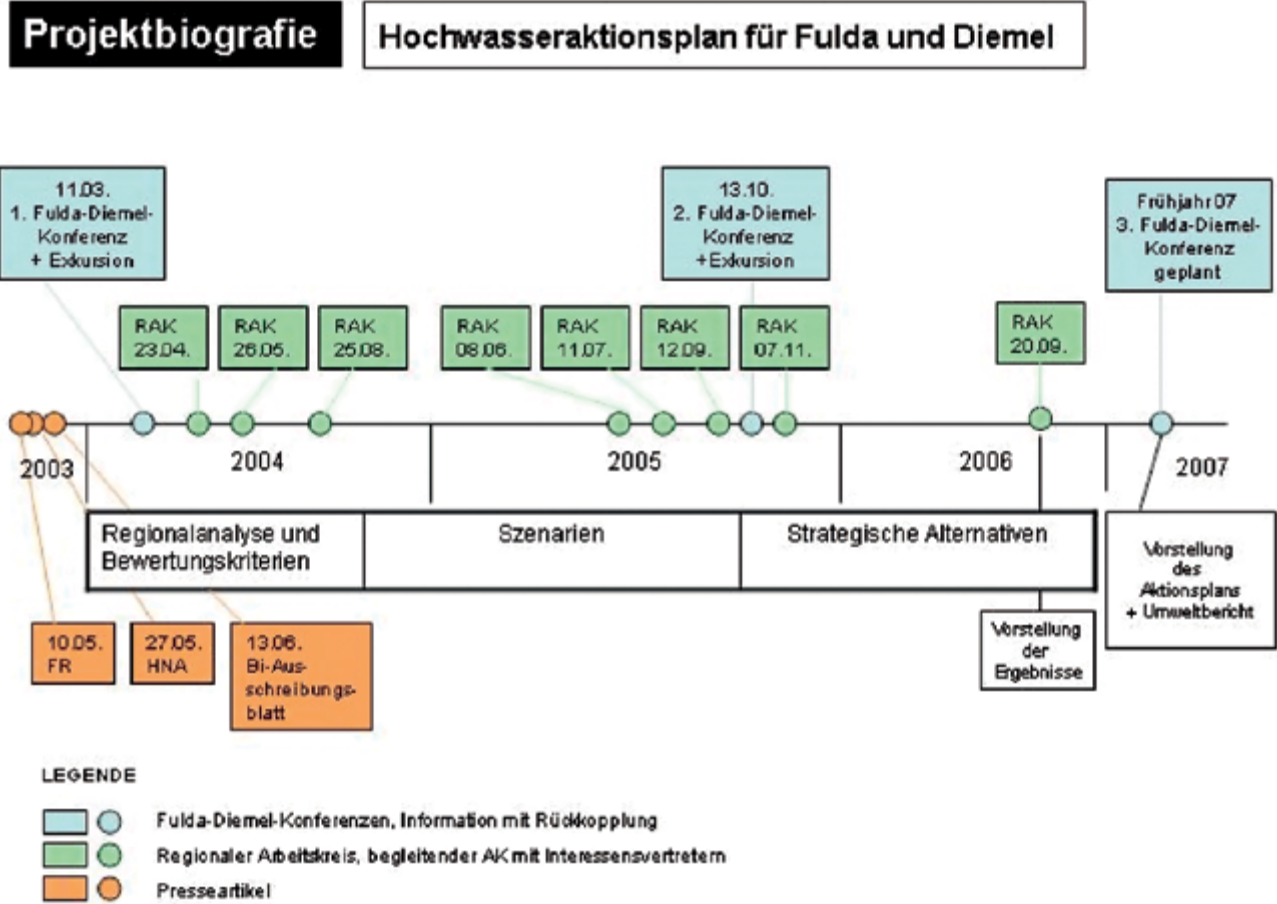 Projektbiografie
Hochwasseraktionsplan für Fulda und Diemel
11.03.
1. Fulda-Diemel-
Konferenz
+ Exkursion
13.10.
2. Fulda-Diemel-
Konferenz
+Exkursion
Frühjahr 07
3. Fulda-Diemel-
Konferenz
geplant
RAK
23.04.
RAK
26.05.
RAK
25.08.
RAK
08.06.
RAK
11.07.
RAK
12.09.
RAK
07.11.
RAK
20.09.
2003
2004
2005
2006
2007
Regionalanalyse und
Bewertungskriterien
Szenarien
Strategische Alternativen
Vorstellung
des
Aktionsplans
+ Umweltbericht
Vorstellung
der
Ergebnisse
10.05.
FR
27.05.
HNA
13.06.
Bi-Aus-
schreibungs-
blatt
LEGENDE
Fulda-Diemel-Konferenzen, Information mit Rückkopplung
Regionaler Arbeitskreis, begleitender AK mit Interessensvertretern
Presseartikel